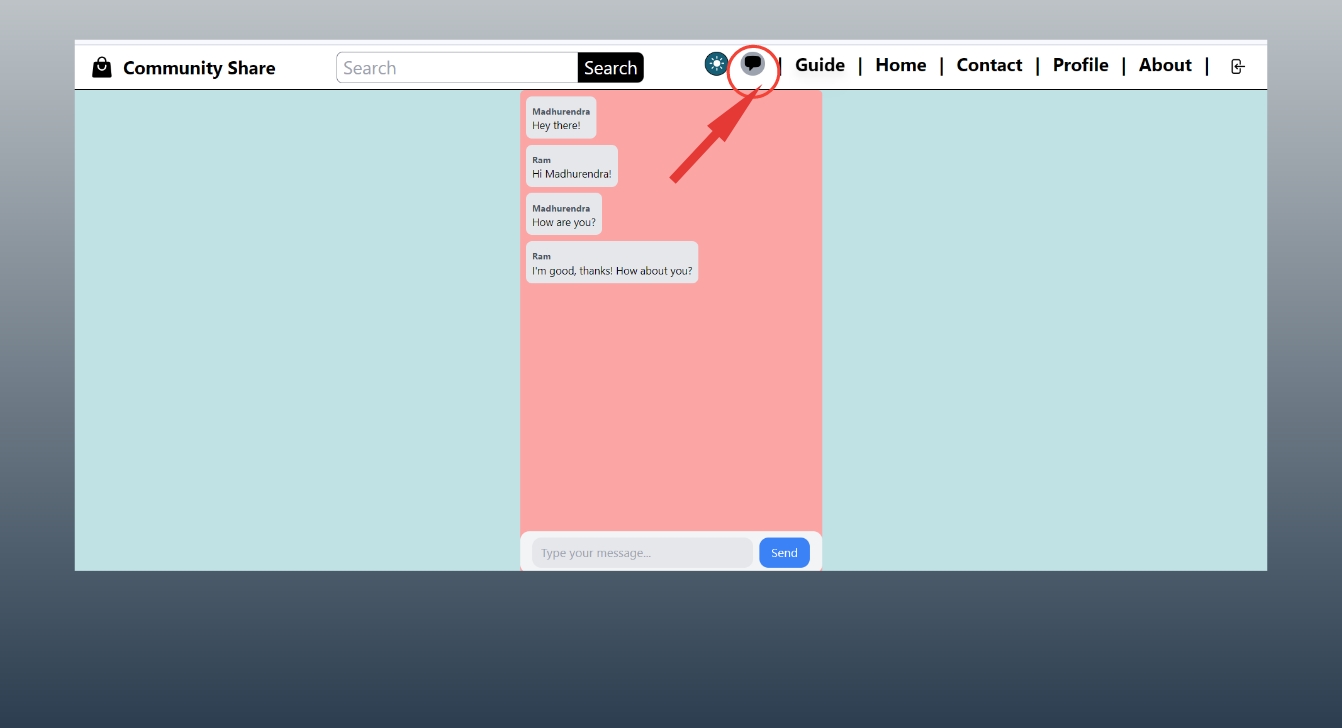 Community Share
Search
Search
| Guide | Home | Contact | Profile | About |
Madhurendra
Hey there!
Ram
Hi Madhurendra!
Madhurendra
How are you?
Ram
I'm good, thanks! How about you?
Type your message...
Send